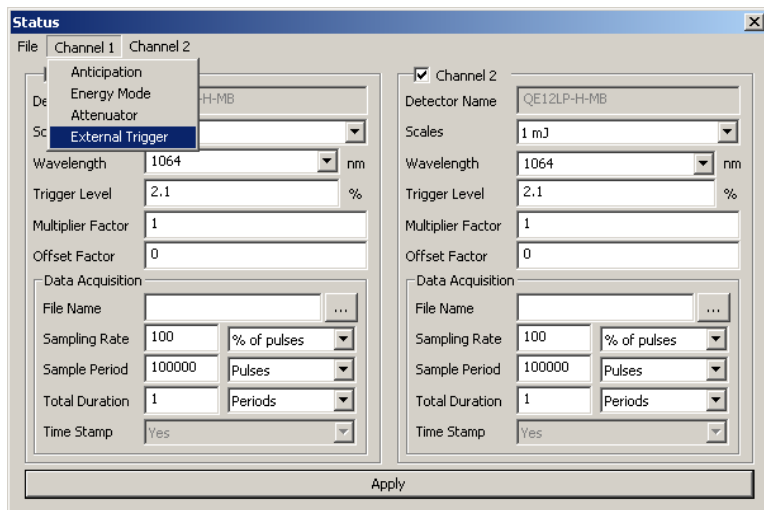 Status
File Channel 1 Channel 2
Anticipation
Energy Mode
Attenuator
External Trigger
De -H-MB
Sc
Wavelength 1064 nm
Trigger Level 2.1 %
Multiplier Factor 1
Offset Factor 0
Data Acquisition
File Name ...
Sampling Rate 100 % of pulses
Sample Period 100000 Pulses
Total Duration 1 Periods
Time Stamp Yes
Channel 2
Detector Name QE12LP-H-MB
Scales 1 mJ
Wavelength 1064 nm
Trigger Level 2.1 %
Multiplier Factor 1
Offset Factor 0
Data Acquisition
File Name ...
Sampling Rate 100 % of pulses
Sample Period 100000 Pulses
Total Duration 1 Periods
Time Stamp Yes
Apply